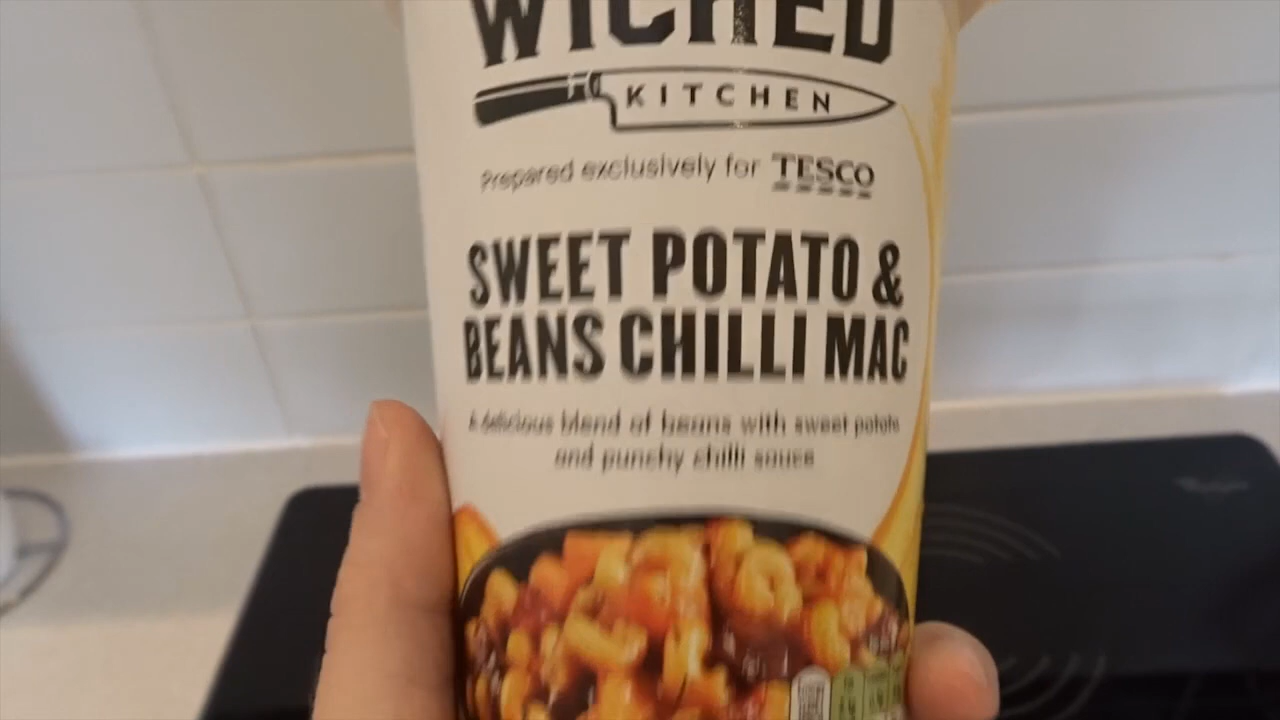 WICKED
KITCHEN
Prepared exclusively for TESCO
SWEET POTATO &
BEANS CHILLI MAC
A delicious blend of beans with sweet potato
and punchy chilli sauce